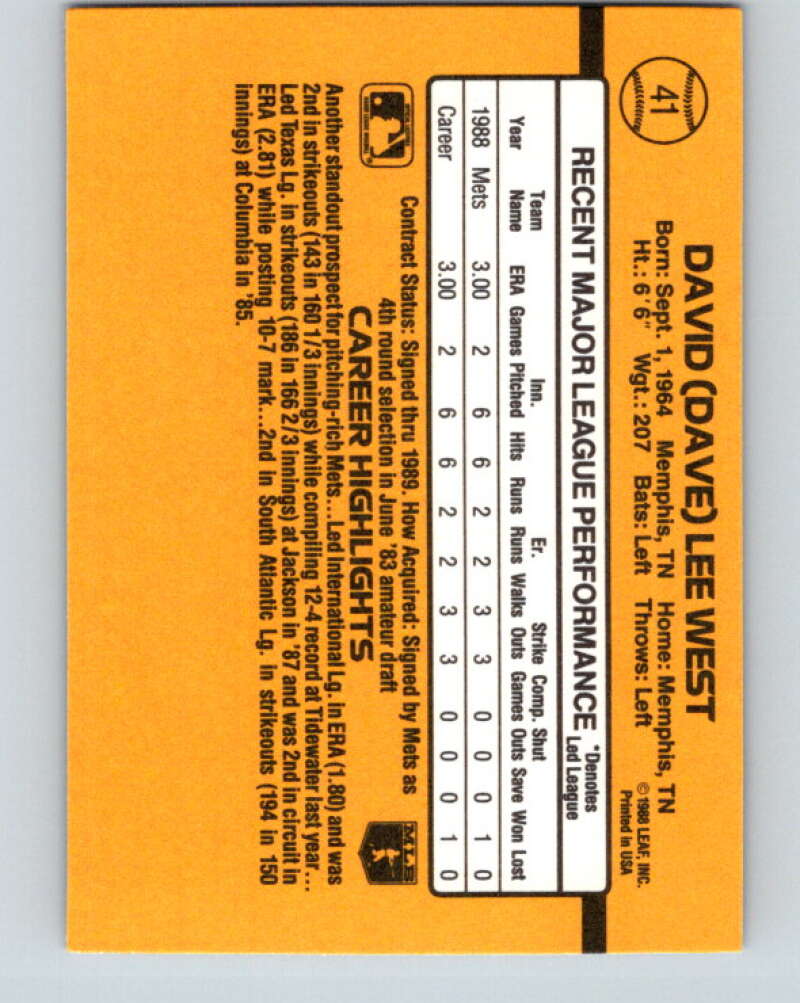 41
DAVID (DAVE) LEE WEST
Born: Sept. 1, 1964 Memphis, TN Home: Memphis, TN
Ht.: 6'6" Wgt.: 207 Bats: Left Throws: Left
© 1988 LEAF, INC.
Printed in USA
RECENT MAJOR LEAGUE PERFORMANCE
*Denotes
Led League
Team Inn. Er. Strike Comp. Shut
Year Name ERA Games Pitched Hits Runs Runs Walks Outs Games Outs Save Won Lost
1988 Mets 3.00 2 6 6 2 2 3 3 0 0 0 1 0
Career 3.00 2 6 6 2 2 3 3 0 0 0 1 0
Contract Status: Signed thru 1989. How Acquired: Signed by Mets as
4th round selection in June '83 amateur draft
MLB
CAREER HIGHLIGHTS
Another standout prospect for pitching-rich Mets...Led International Lg. in ERA (1.80) and was
2nd in strikeouts (143 in 160 1/3 innings) while compiling 12-4 record at Tidewater last year...
Led Texas Lg. in strikeouts (186 in 166 2/3 innings) at Jackson in '87 and was 2nd in circuit in
ERA (2.81) while posting 10-7 mark...2nd in South Atlantic Lg. in strikeouts (194 in 150
innings) at Columbia in '85.